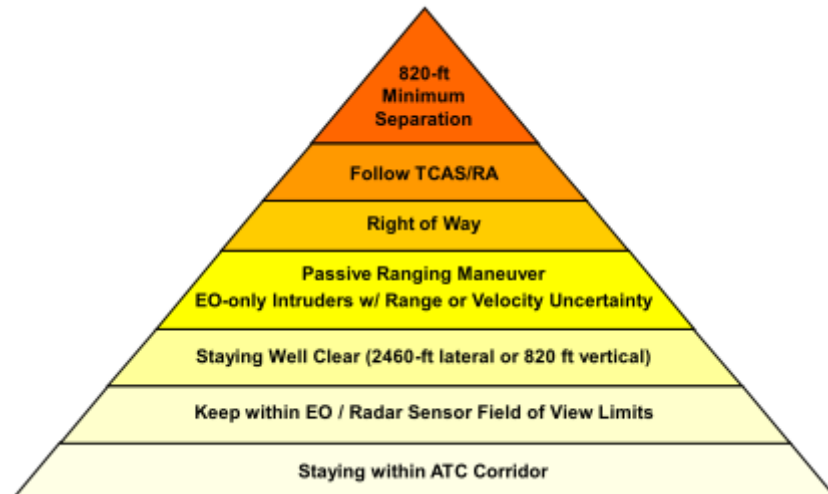 820-ft
Minimum
Separation
Follow TCAS/RA
Right of Way
Passive Ranging Maneuver
EO-only Intruders w/ Range or Velocity Uncertainty
Staying Well Clear (2460-ft lateral or 820 ft vertical)
Keep within EO / Radar Sensor Field of View Limits
Staying within ATC Corridor